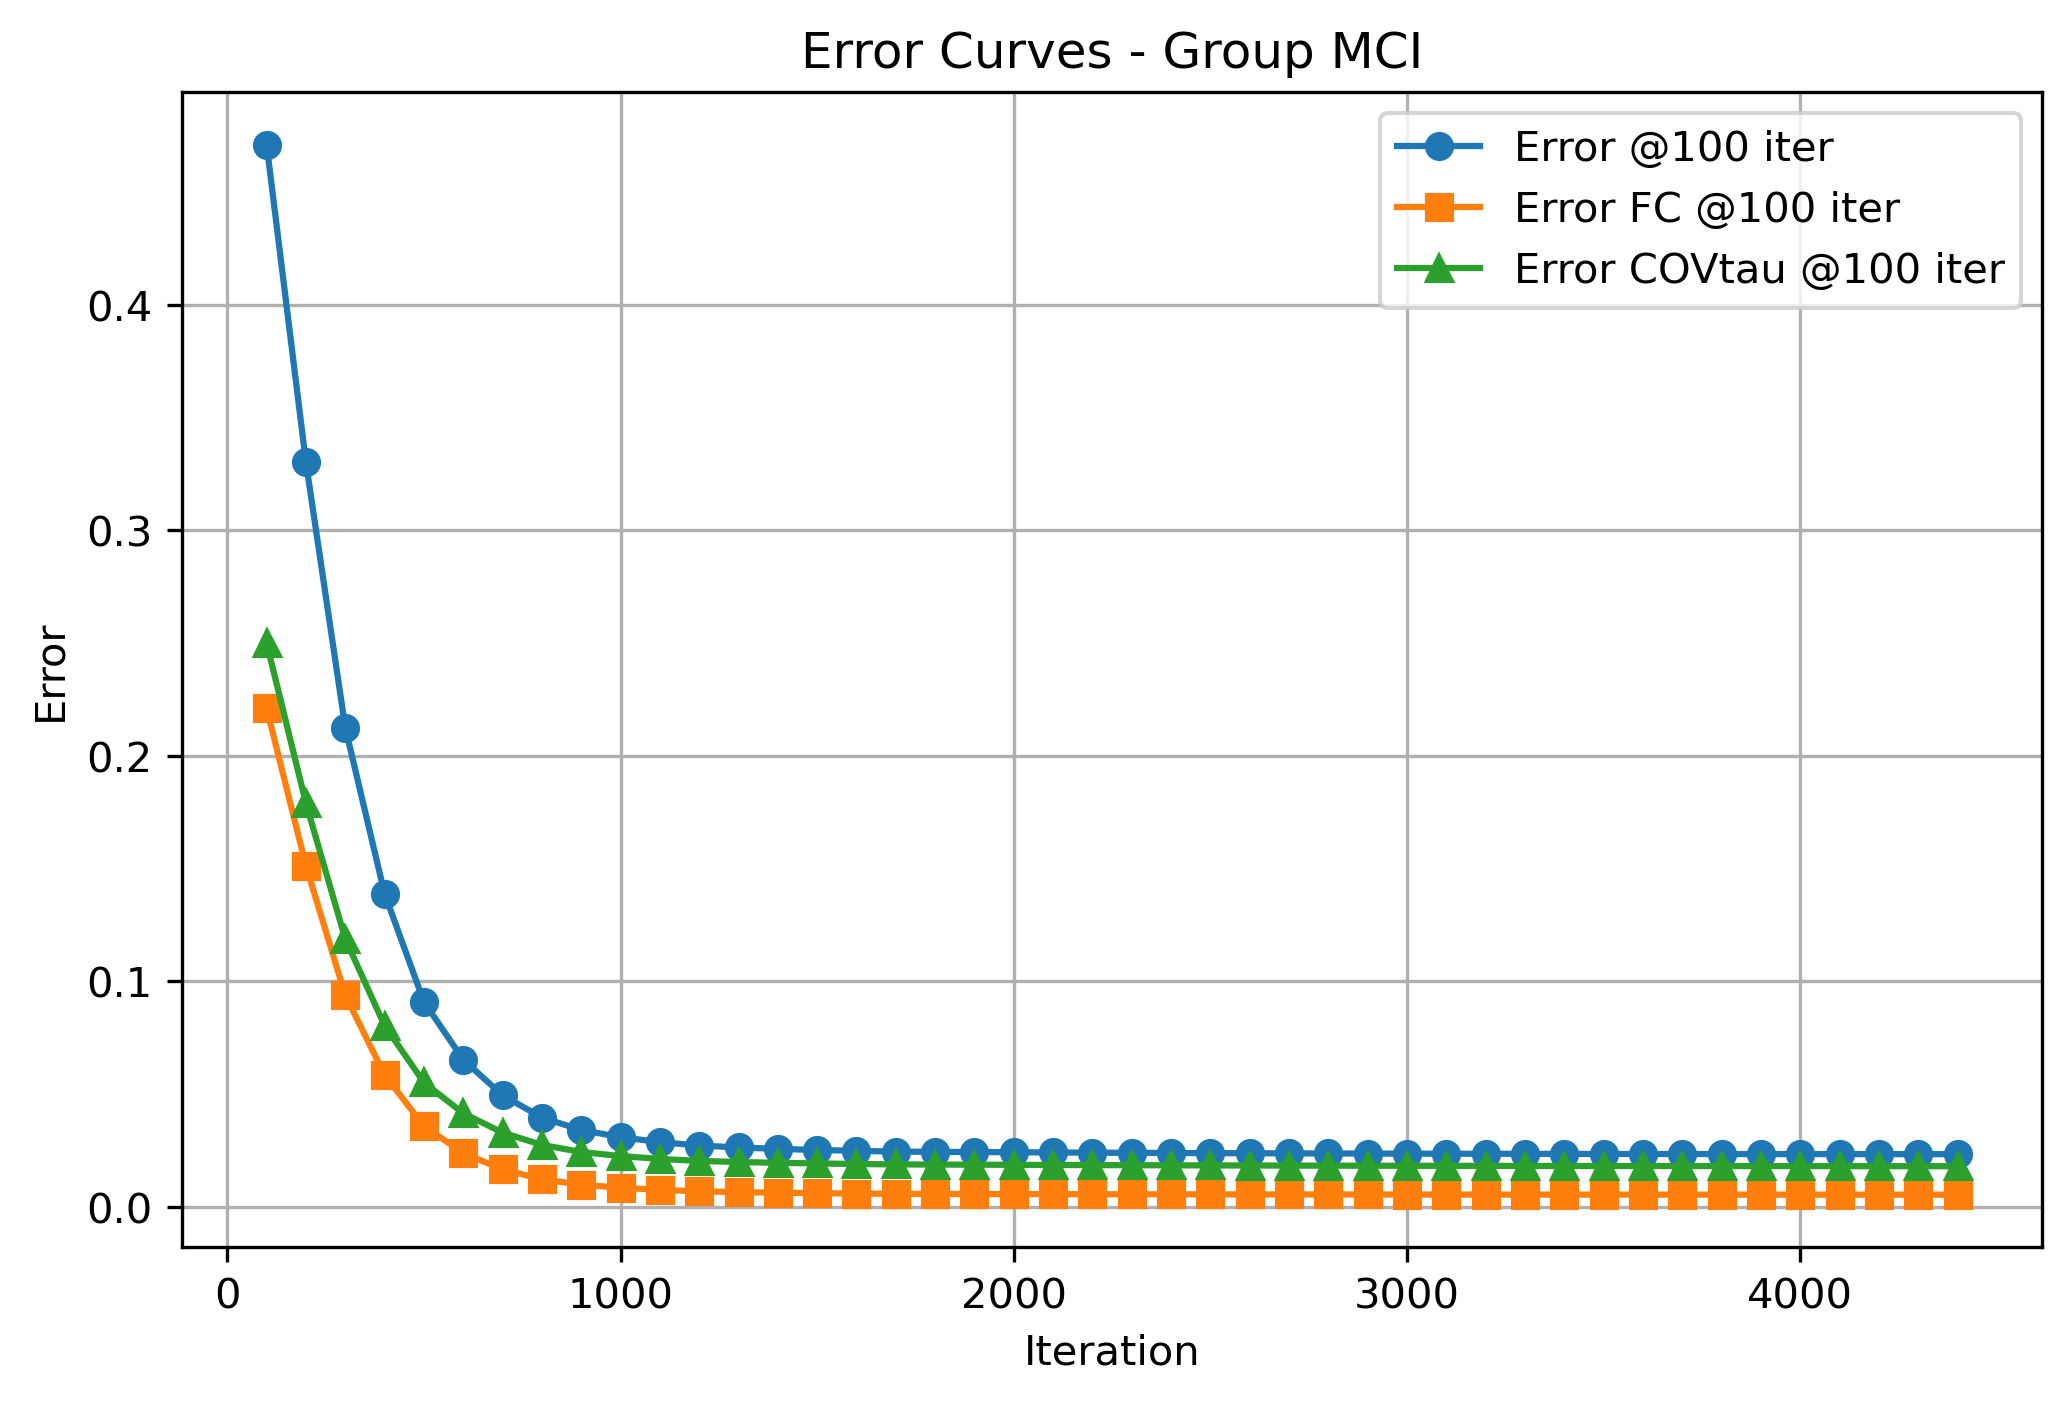 Error Curves - Group MCI
Error @100 iter
Error FC @100 iter
Error COVtau @100 iter
Error
0.4
0.3
0.2
0.1
0.0
0 1000 2000 3000 4000
Iteration